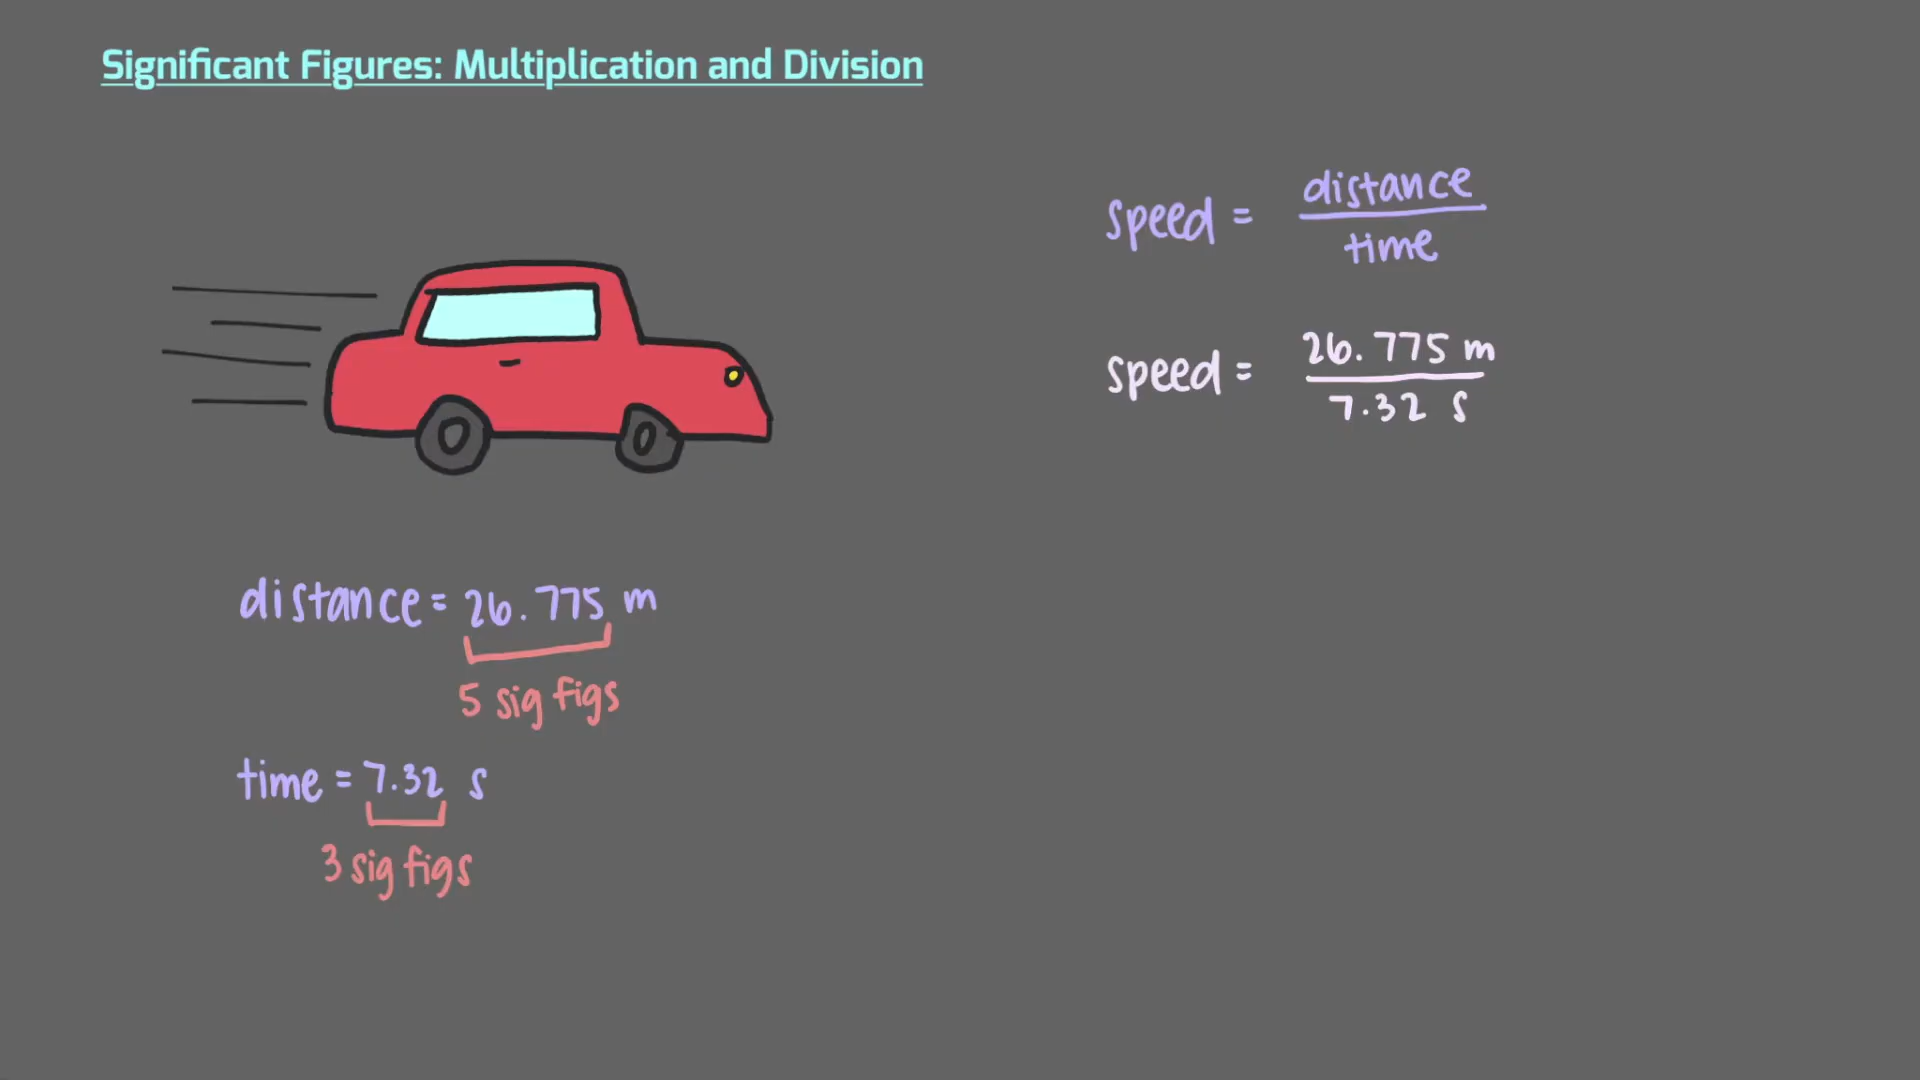 Significant Figures: Multiplication and Division
speed = distance
time
speed = 26.775 m
7.32 s
distance = 26.775 m
5 sig figs
time = 7.32 s
3 sig figs